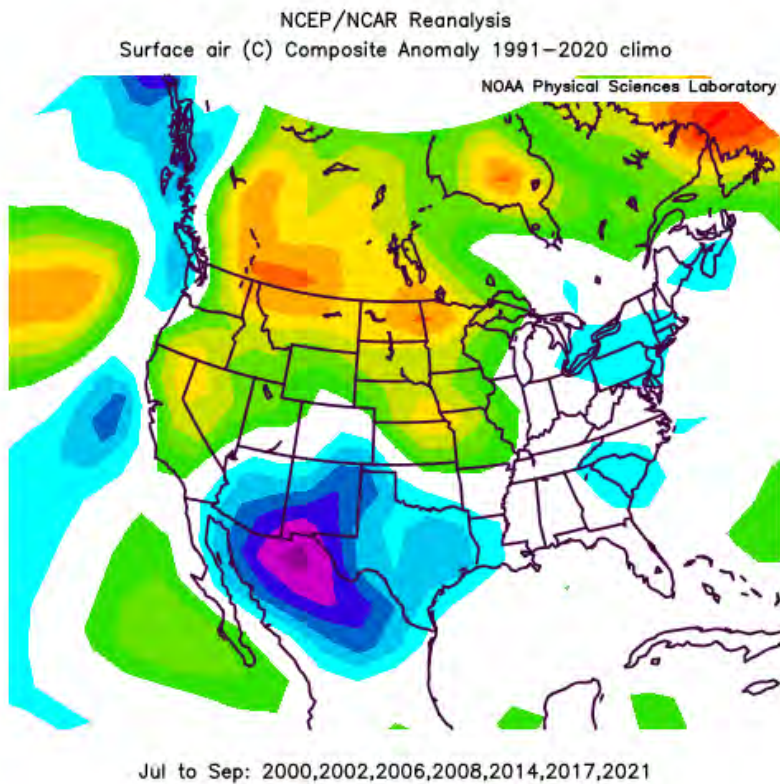 NCEP/NCAR Reanalysis
Surface air (C) Composite Anomaly 1991-2020 climo
NOAA Physical Sciences Laboratory
Jul to Sep: 2000,2002,2006,2008,2014,2017,2021